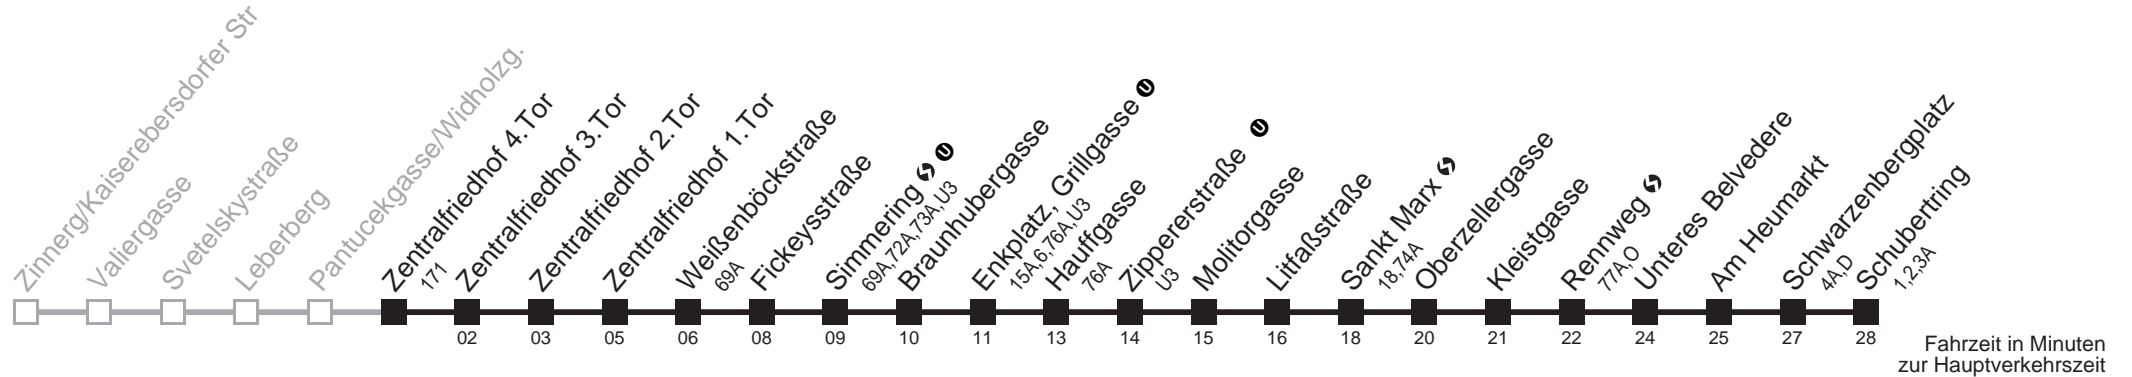 Zinnerg/Kaiserebersdorfer Str
Valiergasse
Svetelskystraße
Leberberg
Pantucekgasse/Widholzg.
Zentralfriedhof 4.Tor
171
Zentralfriedhof 3.Tor
Zentralfriedhof 2.Tor
Zentralfriedhof 1.Tor
Weißenböckstraße
69A
Fickeysstraße
Simmering S U
69A,72A,73A,U3
Braunhubergasse
Enkplatz, Grillgasse U
15A,6,76A,U3
Hauffgasse
76A
Zippererstraße U
U3
Molitorgasse
Litfaßstraße
Sankt Marx S
18,74A
Oberzellergasse
Kleistgasse
Rennweg S
77A,O
Unteres Belvedere
Am Heumarkt
Schwarzenbergplatz
4A,D
Schubertring
1,2,3A
02 03 05 06 08 09 10 11 13 14 15 16 18 20 21 22 24 25 27 28
Fahrzeit in Minuten
zur Hauptverkehrszeit